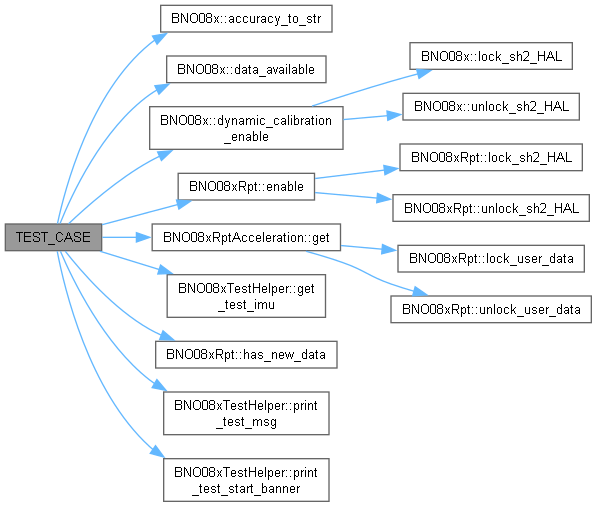 TEST_CASE
BNO08x::accuracy_to_str
BNO08x::data_available
BNO08x::dynamic_calibration
_enable
BNO08x::lock_sh2_HAL
BNO08x::unlock_sh2_HAL
BNO08xRpt::enable
BNO08xRpt::lock_sh2_HAL
BNO08xRpt::unlock_sh2_HAL
BNO08xRptAcceleration::get
BNO08xRpt::lock_user_data
BNO08xRpt::unlock_user_data
BNO08xTestHelper::get
_test_imu
BNO08xRpt::has_new_data
BNO08xTestHelper::print
_test_msg
BNO08xTestHelper::print
_test_start_banner